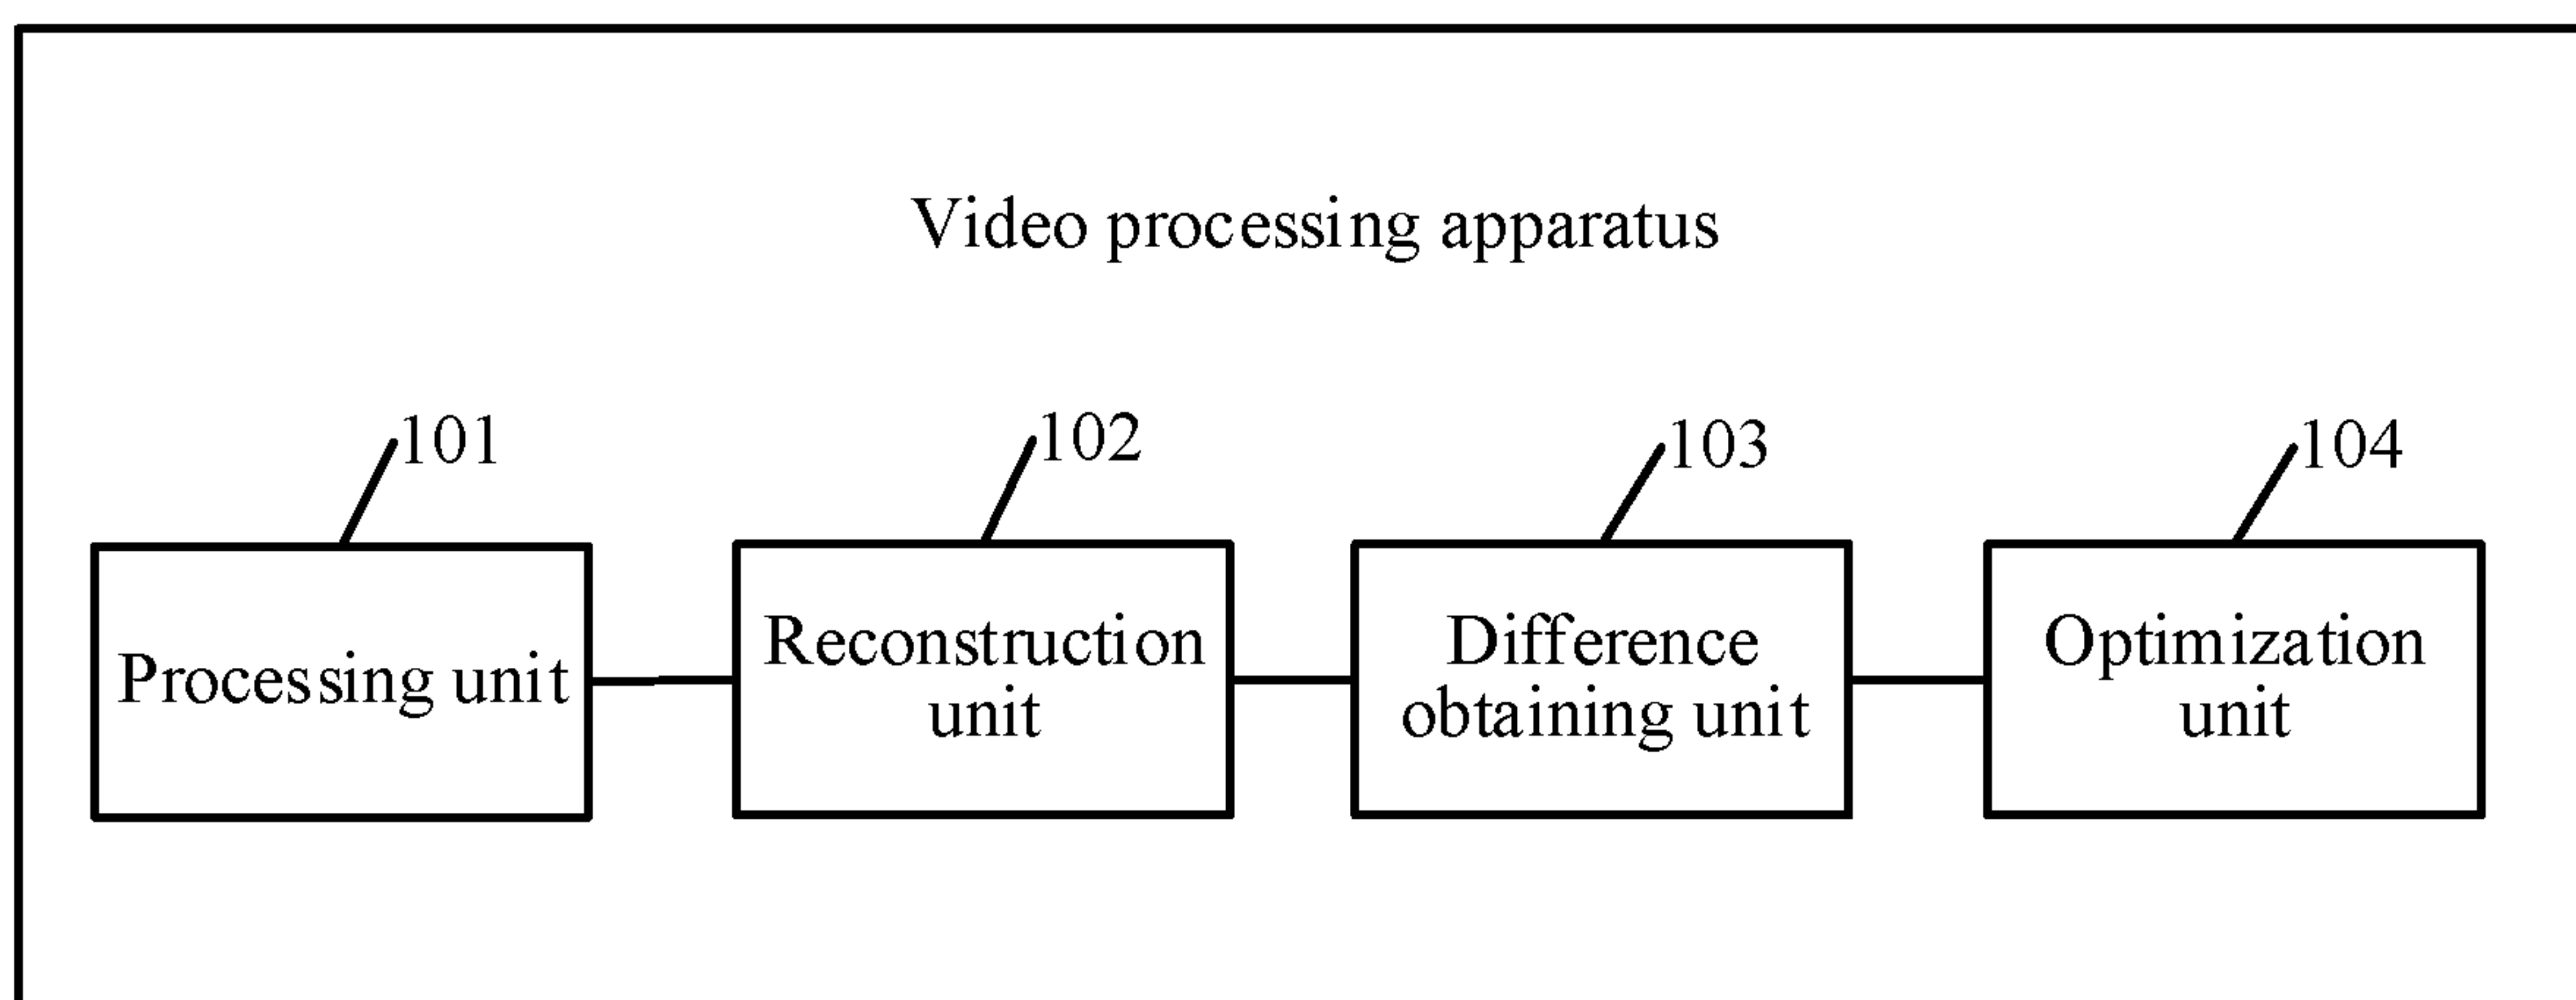 Video processing apparatus
101
102
103
104
Processing unit
Reconstruction
unit
Difference
obtaining unit
Optimization
unit